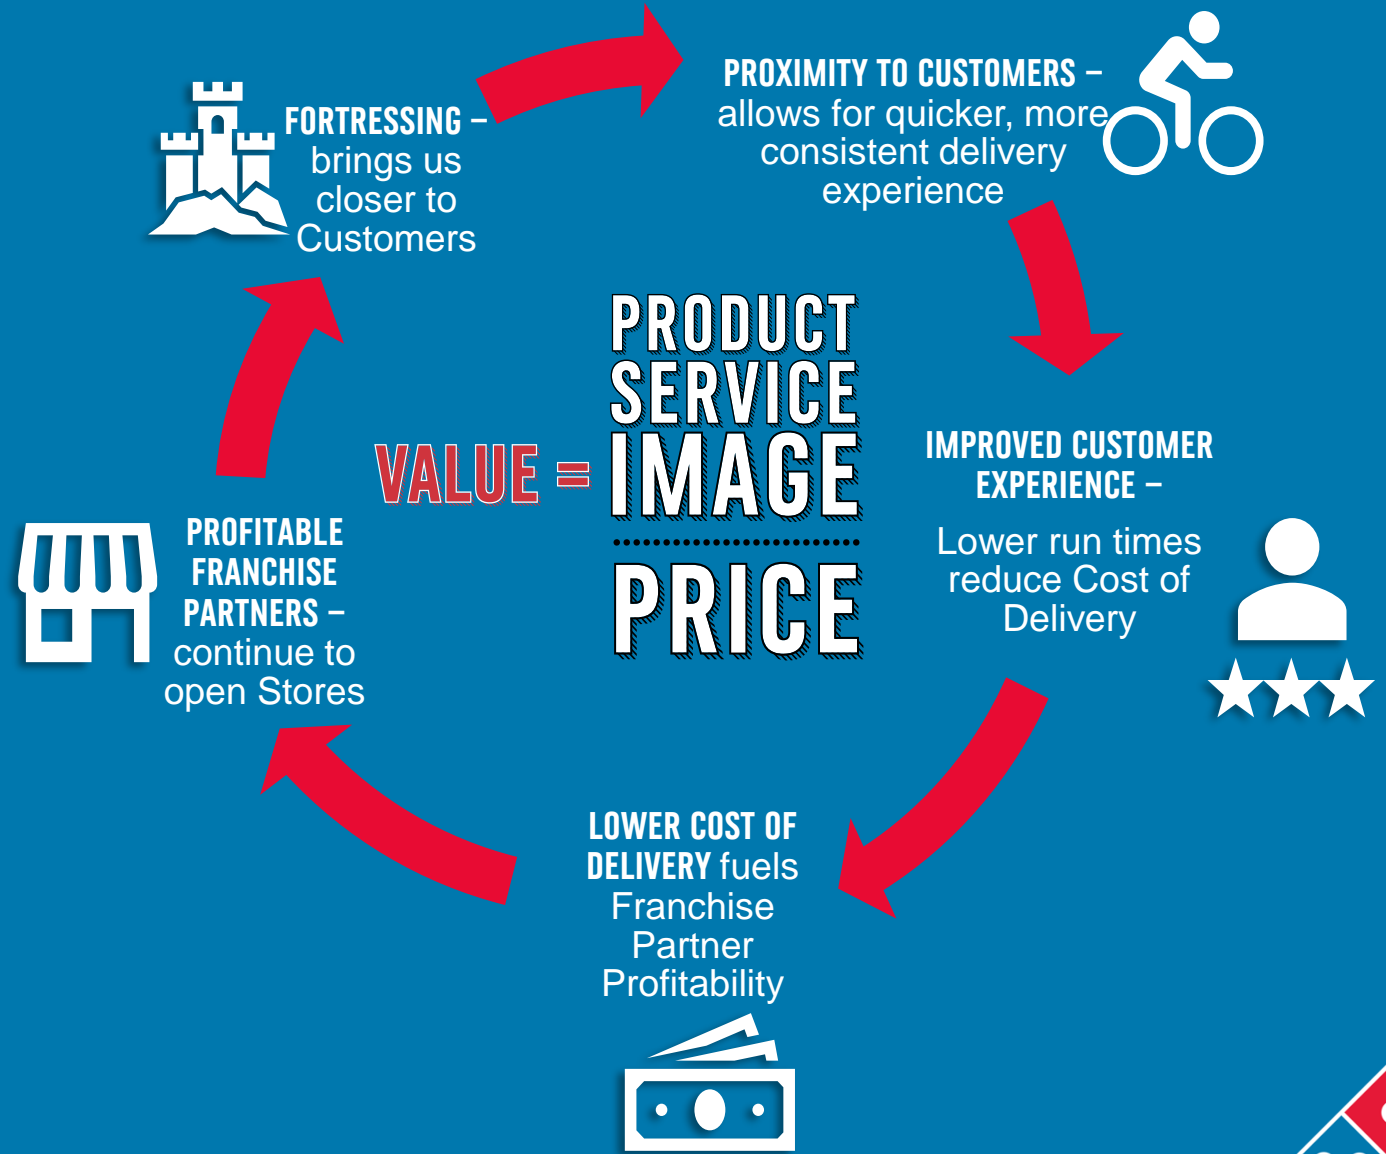 FORTRESSING –
brings us
closer to
Customers
PROXIMITY TO CUSTOMERS –
allows for quicker, more
consistent delivery
experience
IMPROVED CUSTOMER
EXPERIENCE –
Lower run times
reduce Cost of
Delivery
LOWER COST OF
DELIVERY fuels
Franchise
Partner
Profitability
PROFITABLE
FRANCHISE
PARTNERS –
continue to
open Stores
VALUE =
PRODUCT
SERVICE
IMAGE
PRICE